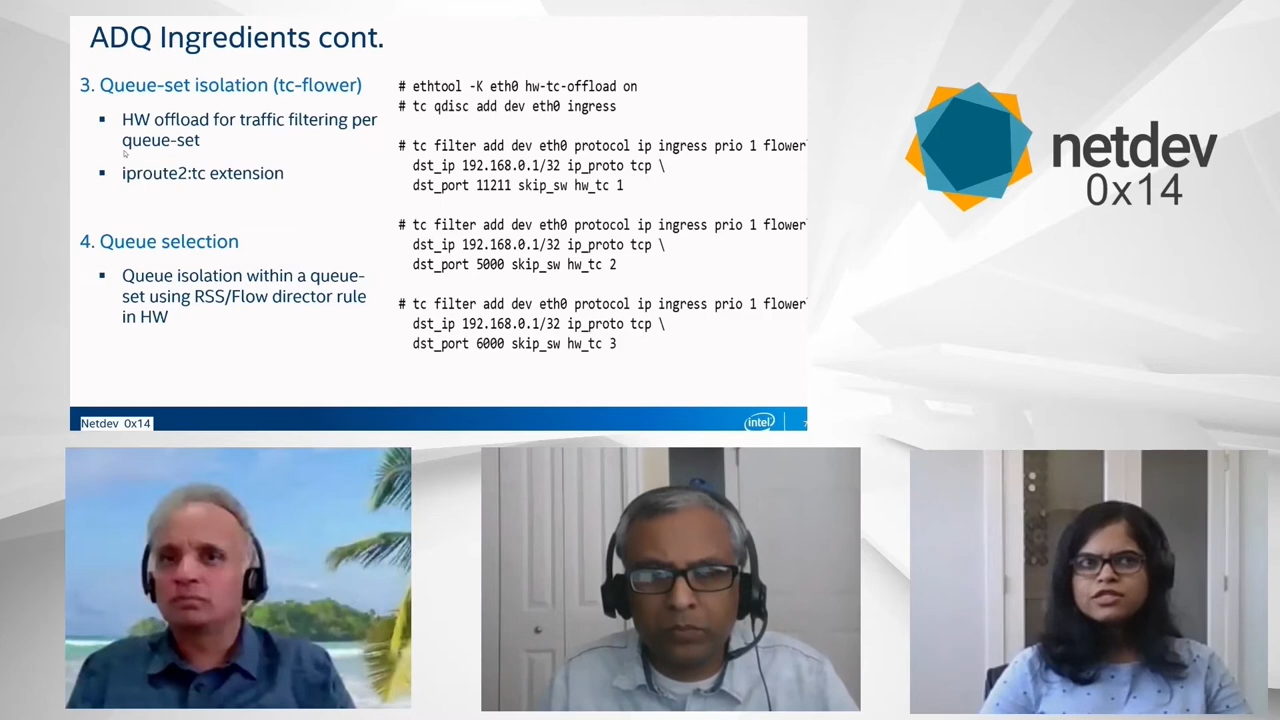 ADQ Ingredients cont.
3. Queue-set isolation (tc-flower)
▪ HW offload for traffic filtering per
queue-set
▪ iproute2:tc extension
4. Queue selection
▪ Queue isolation within a queue-
set using RSS/Flow director rule
in HW
# ethtool -K eth0 hw-tc-offload on
# tc qdisc add dev eth0 ingress
# tc filter add dev eth0 protocol ip ingress prio 1 flower
dst_ip 192.168.0.1/32 ip_proto tcp \
dst_port 11211 skip_sw hw_tc 1
# tc filter add dev eth0 protocol ip ingress prio 1 flower
dst_ip 192.168.0.1/32 ip_proto tcp \
dst_port 5000 skip_sw hw_tc 2
# tc filter add dev eth0 protocol ip ingress prio 1 flower
dst_ip 192.168.0.1/32 ip_proto tcp \
dst_port 6000 skip_sw hw_tc 3
Netdev 0x14
intel
7
netdev
0x14